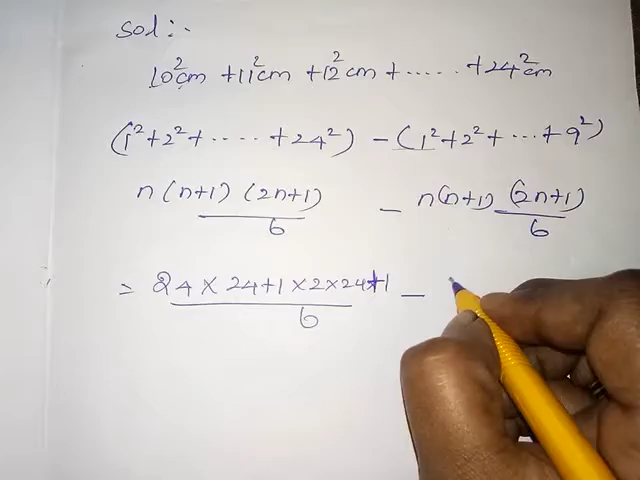 Sol:-
10²cm + 11²cm + 12²cm + ...... + 24²cm
(1²+2²+ ..... +24²) - (1²+2²+ ... + 9²)
n(n+1)(2n+1)/6 - n(n+1)(2n+1)/6
= 24 × 24+1 × 2×24+1/6 -